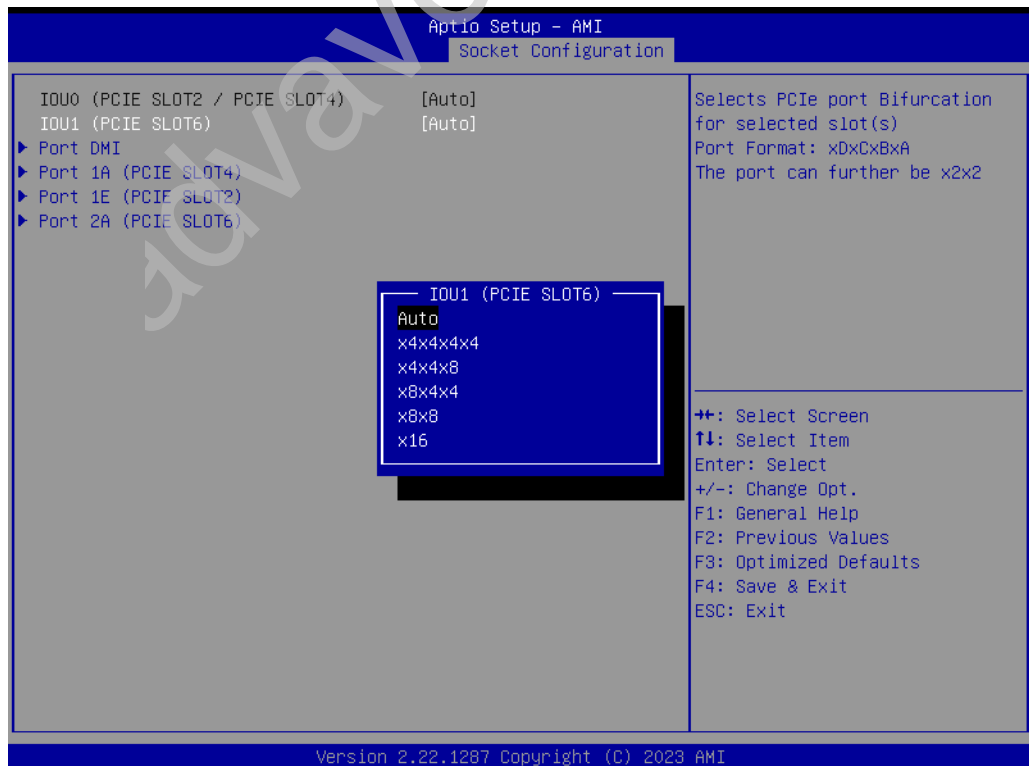 Aptio Setup – AMI
Socket Configuration
IOU0 (PCIE SLOT2 / PCIE SLOT4) [Auto]
IOU1 (PCIE SLOT6) [Auto]
Port DMI
Port 1A (PCIE SLOT4)
Port 1E (PCIE SLOT2)
Port 2A (PCIE SLOT6)
Selects PCIe port Bifurcation
for selected slot(s)
Port Format: xDxCxBxA
The port can further be x2x2
IOU1 (PCIE SLOT6)
Auto
x4x4x4x4
x4x4x8
x8x4x4
x8x8
x16
→←: Select Screen
↑↓: Select Item
Enter: Select
+/-: Change Opt.
F1: General Help
F2: Previous Values
F3: Optimized Defaults
F4: Save & Exit
ESC: Exit
Version 2.22.1287 Copyright (C) 2023 AMI